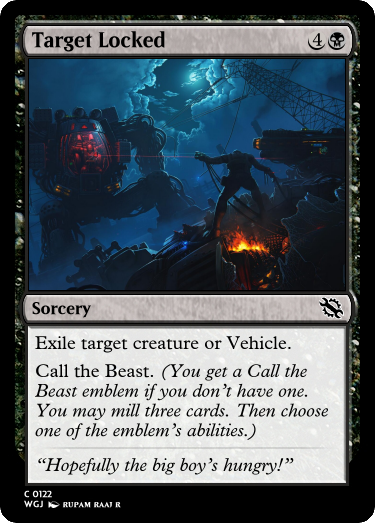 Target Locked 4
Sorcery
Exile target creature or Vehicle.
Call the Beast. (You get a Call the
Beast emblem if you don't have one.
You may mill three cards. Then choose
one of the emblem's abilities.)
"Hopefully the big boy's hungry!"
C 0122
WGJ RUPAM RAAJ R